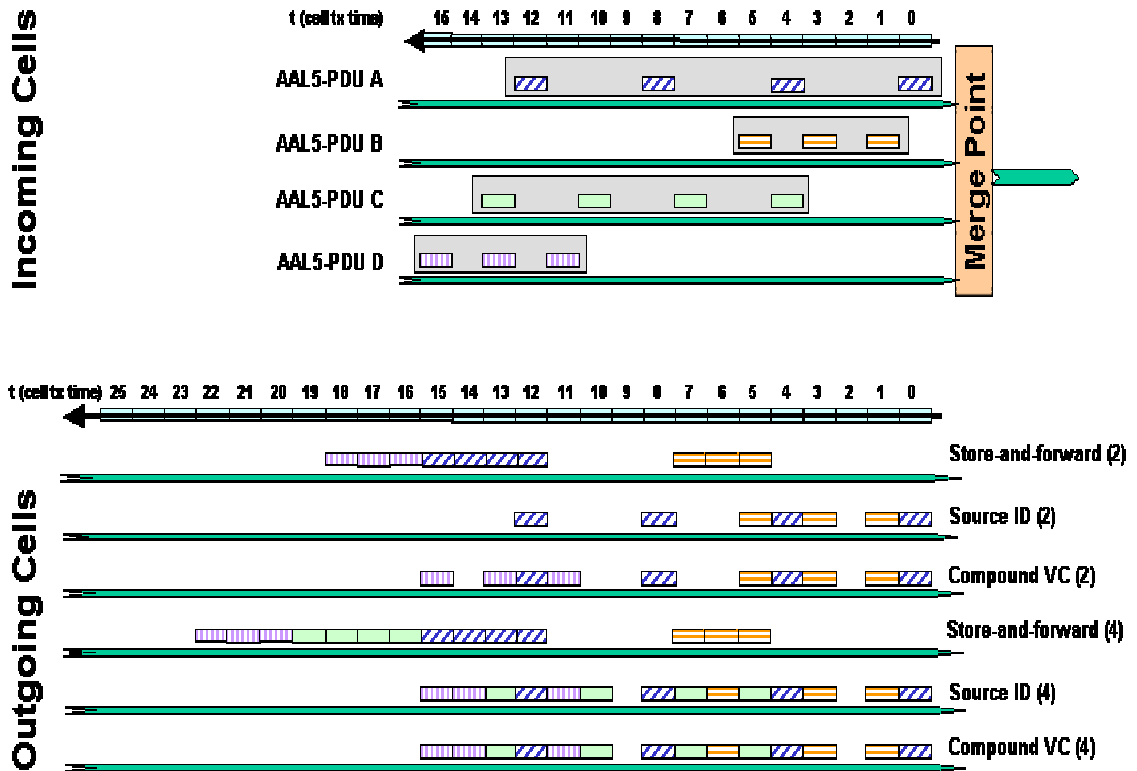 Incoming Cells
t (cell tx time) 15 14 13 12 11 10 9 8 7 6 5 4 3 2 1 0
AAL5-PDU A
AAL5-PDU B
AAL5-PDU C
AAL5-PDU D
Merge Point
Outgoing Cells
t (cell tx time) 25 24 23 22 21 20 19 18 17 16 15 14 13 12 11 10 9 8 7 6 5 4 3 2 1 0
Store-and-forward (2)
Source ID (2)
Compound VC (2)
Store-and-forward (4)
Source ID (4)
Compound VC (4)